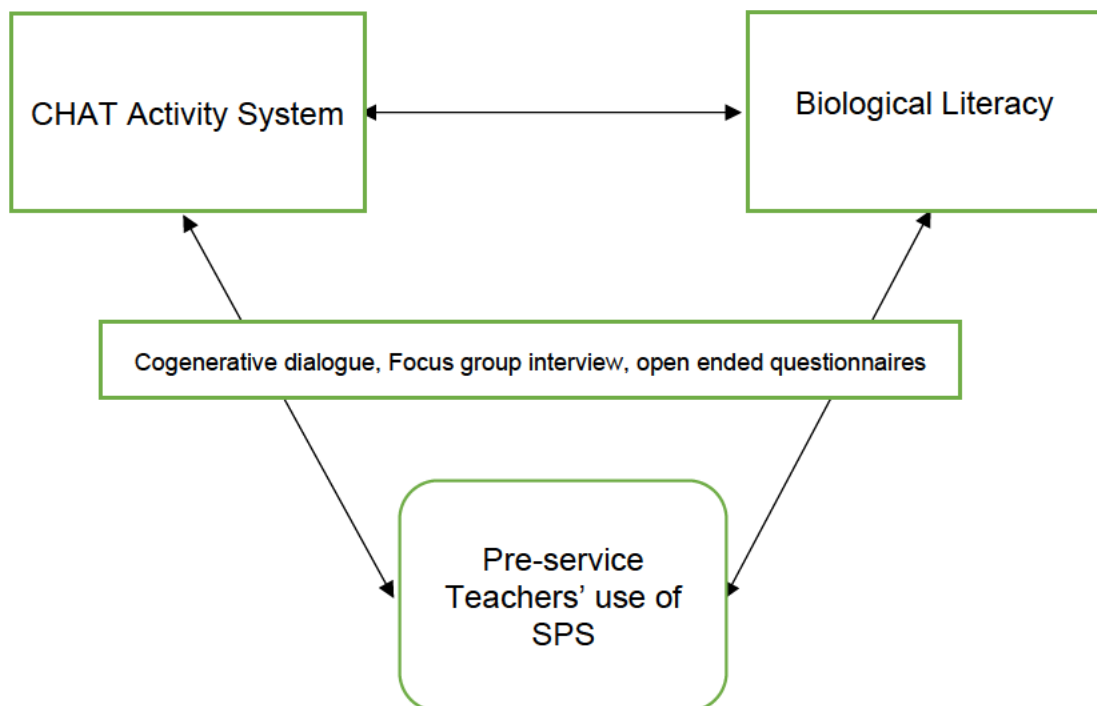 CHAT Activity System
Biological Literacy
Cogenerative dialogue, Focus group interview, open ended questionnaires
Pre-service
Teachers’ use of
SPS